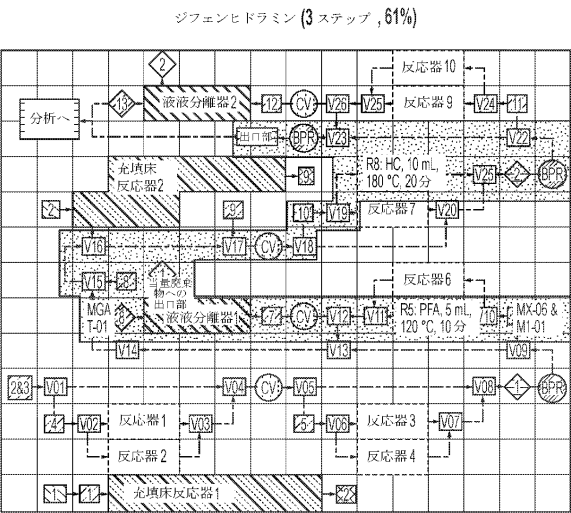 ジフェンヒドラミン (3 ステップ , 61%)
2
反応器10
13
液液分離器2
12
CV
V26
V25
反応器9
V24
11
分析へ
出口部
BPR
V23
V22
充填床
反応器2
9
R8: HC, 10 mL,
180 °C, 20分
V25
2
BPR
2
9
10
V19
反応器7
V20
V16
V17
CV
V18
1
反応器6
V15
8
当量廃棄
物への
出口部
MGA
T-01
8
液液分離器1
7
CV
V12
V11
R5: PFA, 5 mL,
120 °C, 10分
10
MX-06 &
M1-01
V14
V13
V09
2&3
V01
V04
CV
V05
V08
1
BPR
4
V02
反応器1
V03
5
V06
反応器3
V07
反応器2
反応器4
1
1
充填床反応器1
2